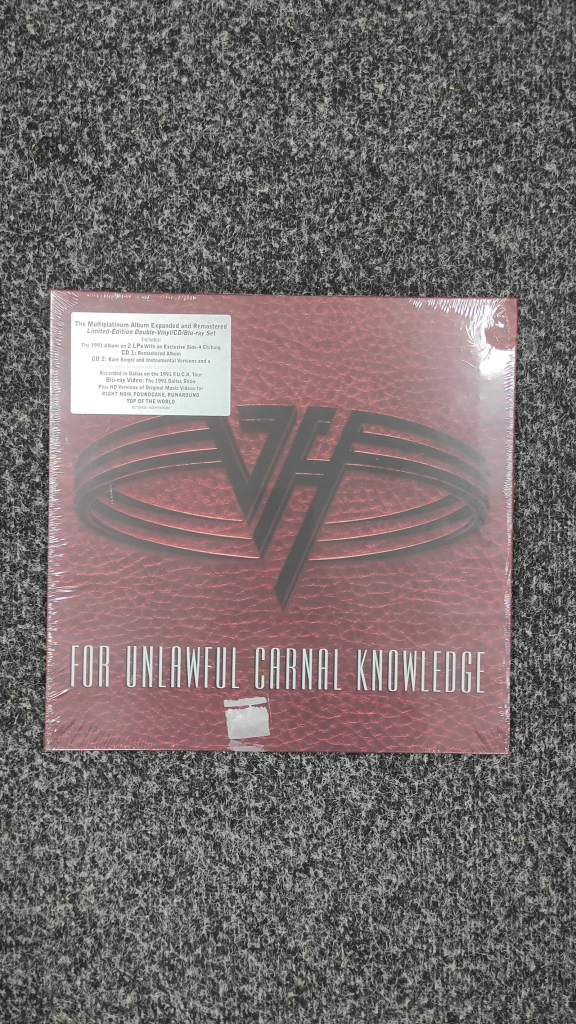 The Multiplatinum Album Expanded and Remastered
Limited-Edition Double-Vinyl/CD/Blu-ray Set
Includes:
The 1991 Album on 2 LPs With an Exclusive Side-4 Etching
CD 1: Remastered Album
CD 2: Rare Single and Instrumental Versions and a
Recorded in Dallas on the 1991 F.U.C.K. Tour
Blu-ray Video: The 1991 Dallas Show
Plus HD Versions of Original Music Videos for
RIGHT NOW, POUNDCAKE, RUNAROUND
TOP OF THE WORLD
VH
FOR UNLAWFUL CARNAL KNOWLEDGE